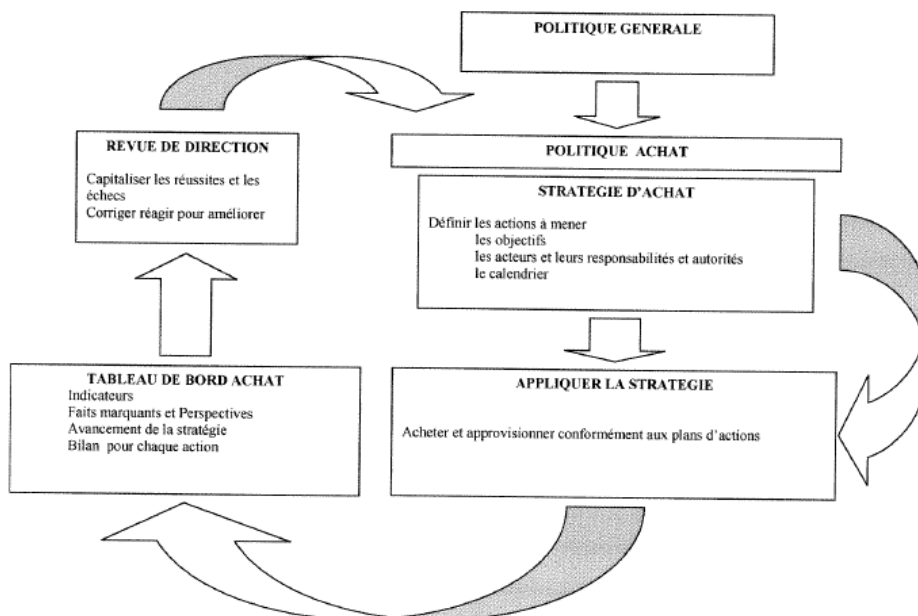 POLITIQUE GENERALE
POLITIQUE ACHAT
STRATEGIE D'ACHAT
Définir les actions à mener
les objectifs
les acteurs et leurs responsabilités et autorités
le calendrier
APPLIQUER LA STRATEGIE
Acheter et approvisionner conformément aux plans d'actions
TABLEAU DE BORD ACHAT
Indicateurs
Faits marquants et Perspectives
Avancement de la stratégie
Bilan pour chaque action
REVUE DE DIRECTION
Capitaliser les réussites et les
échecs
Corriger réagir pour améliorer